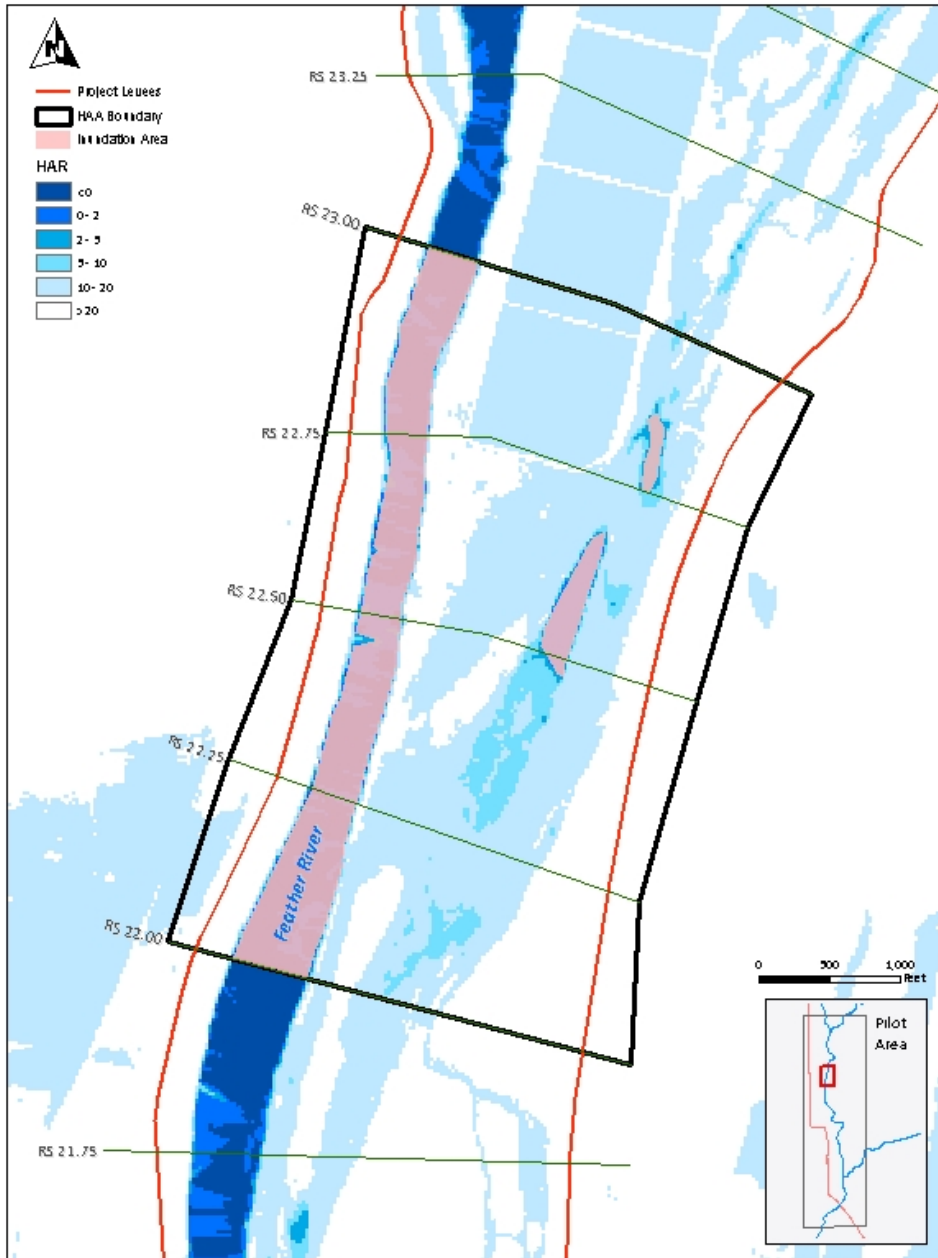 N
Project Levees
HAA Boundary
Inundation Area
HAR
<0
0- 2
2- 5
5- 10
10- 20
>20
RS 23.25
RS 23.00
RS 22.75
RS 22.50
RS 22.25
Feather River
RS 22.00
0 500 1,000
Feet
Pilot
Area
RS 21.75